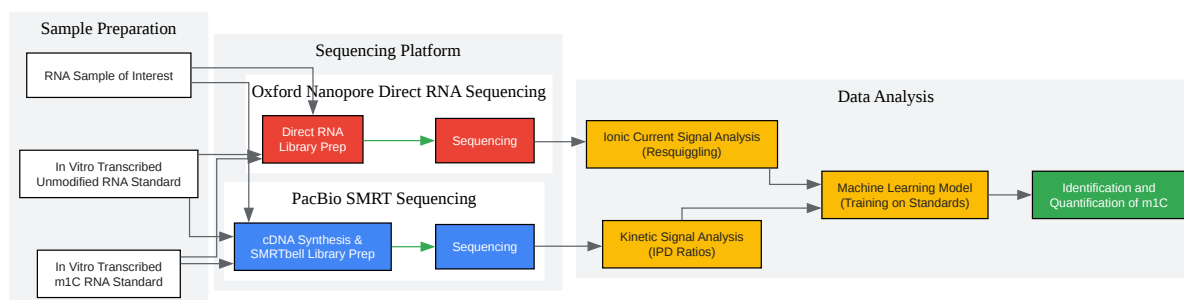 Sample Preparation
RNA Sample of Interest
In Vitro Transcribed
Unmodified RNA Standard
In Vitro Transcribed
m1C RNA Standard
Sequencing Platform
Oxford Nanopore Direct RNA Sequencing
Direct RNA
Library Prep
Sequencing
PacBio SMRT Sequencing
cDNA Synthesis &
SMRTbell Library Prep
Sequencing
Data Analysis
Ionic Current Signal Analysis
(Resquiggling)
Kinetic Signal Analysis
(IPD Ratios)
Machine Learning Model
(Training on Standards)
Identification and
Quantification of m1C